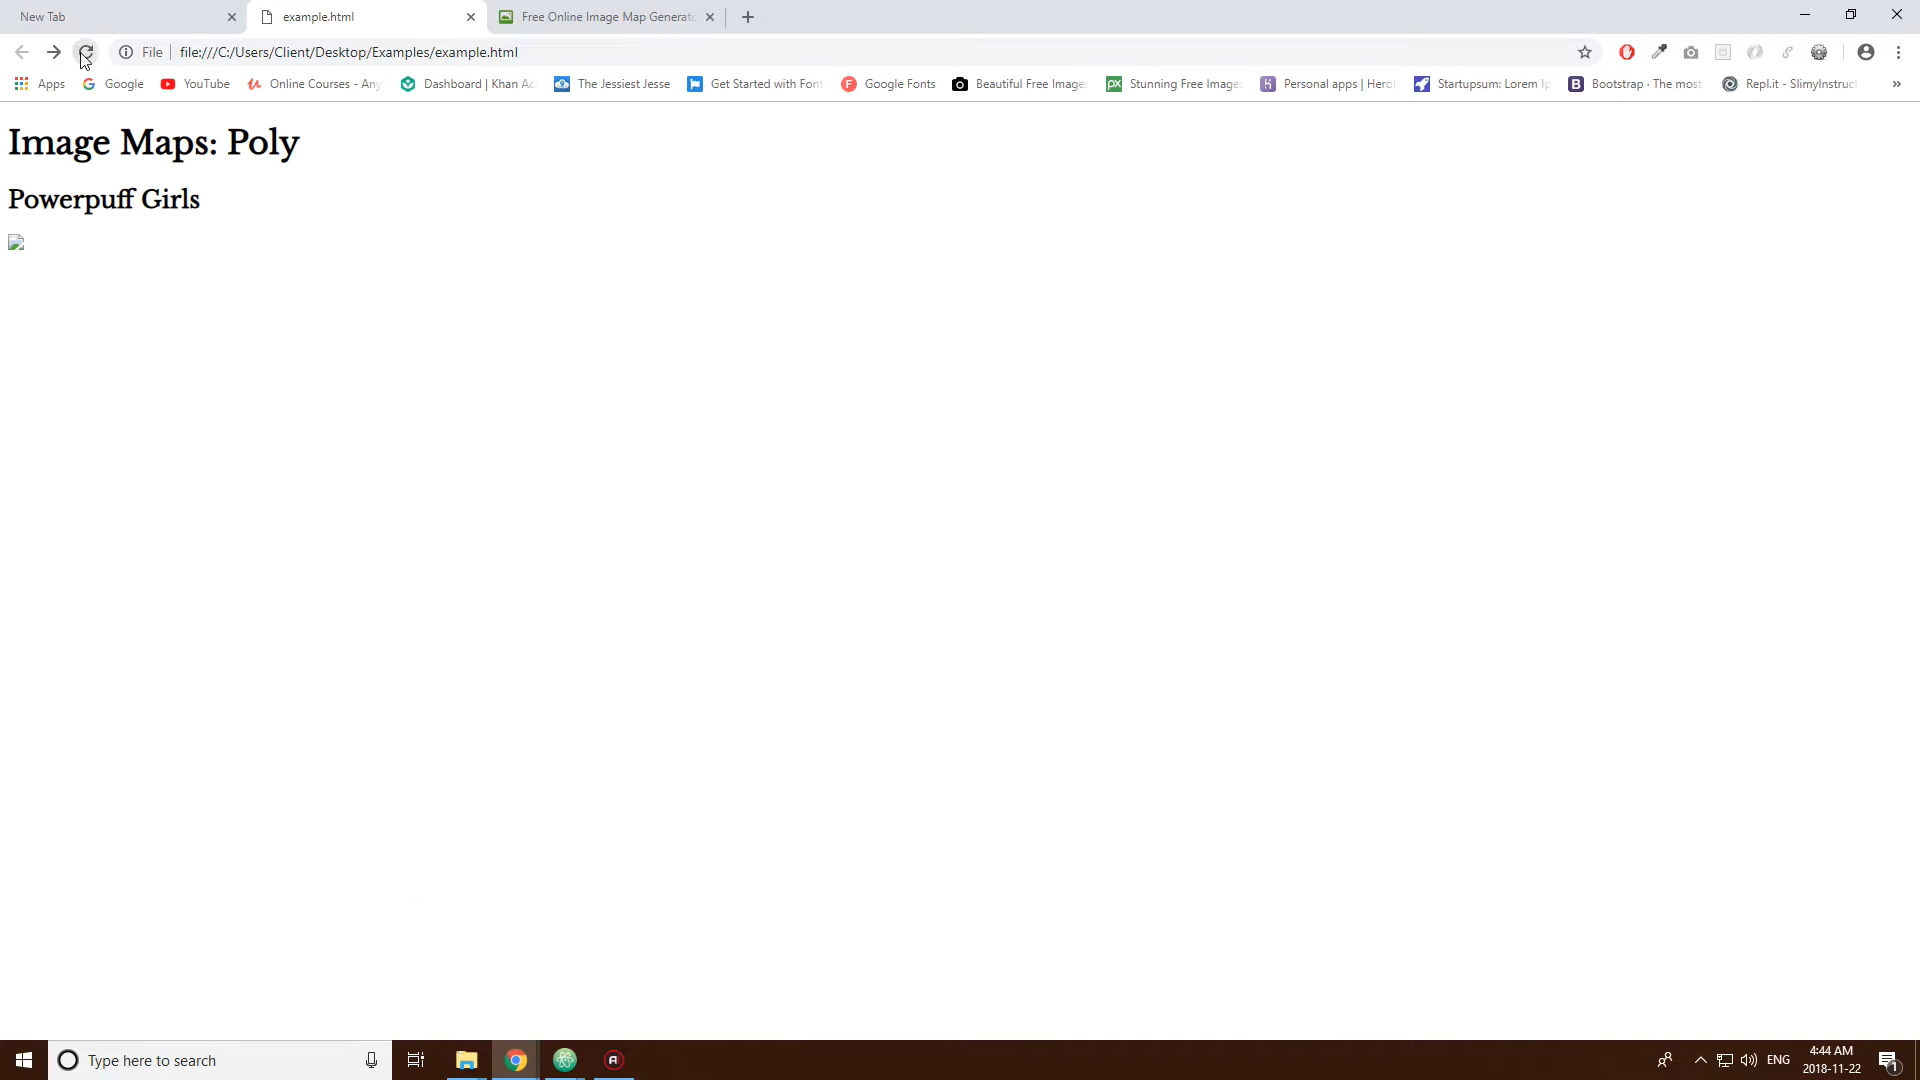 New Tab
example.html
Free Online Image Map Generato
File
file:///C:/Users/Client/Desktop/Examples/example.html
Apps
Google
YouTube
Online Courses - Any
Dashboard | Khan Ac
The Jessiest Jesse
Get Started with Font
Google Fonts
Beautiful Free Image
Stunning Free Image
Personal apps | Hero
Startupsum: Lorem Ip
Bootstrap · The most
Repl.it - SlimyInstruct
Image Maps: Poly
Powerpuff Girls
Type here to search
ENG
4:44 AM
2018-11-22
1